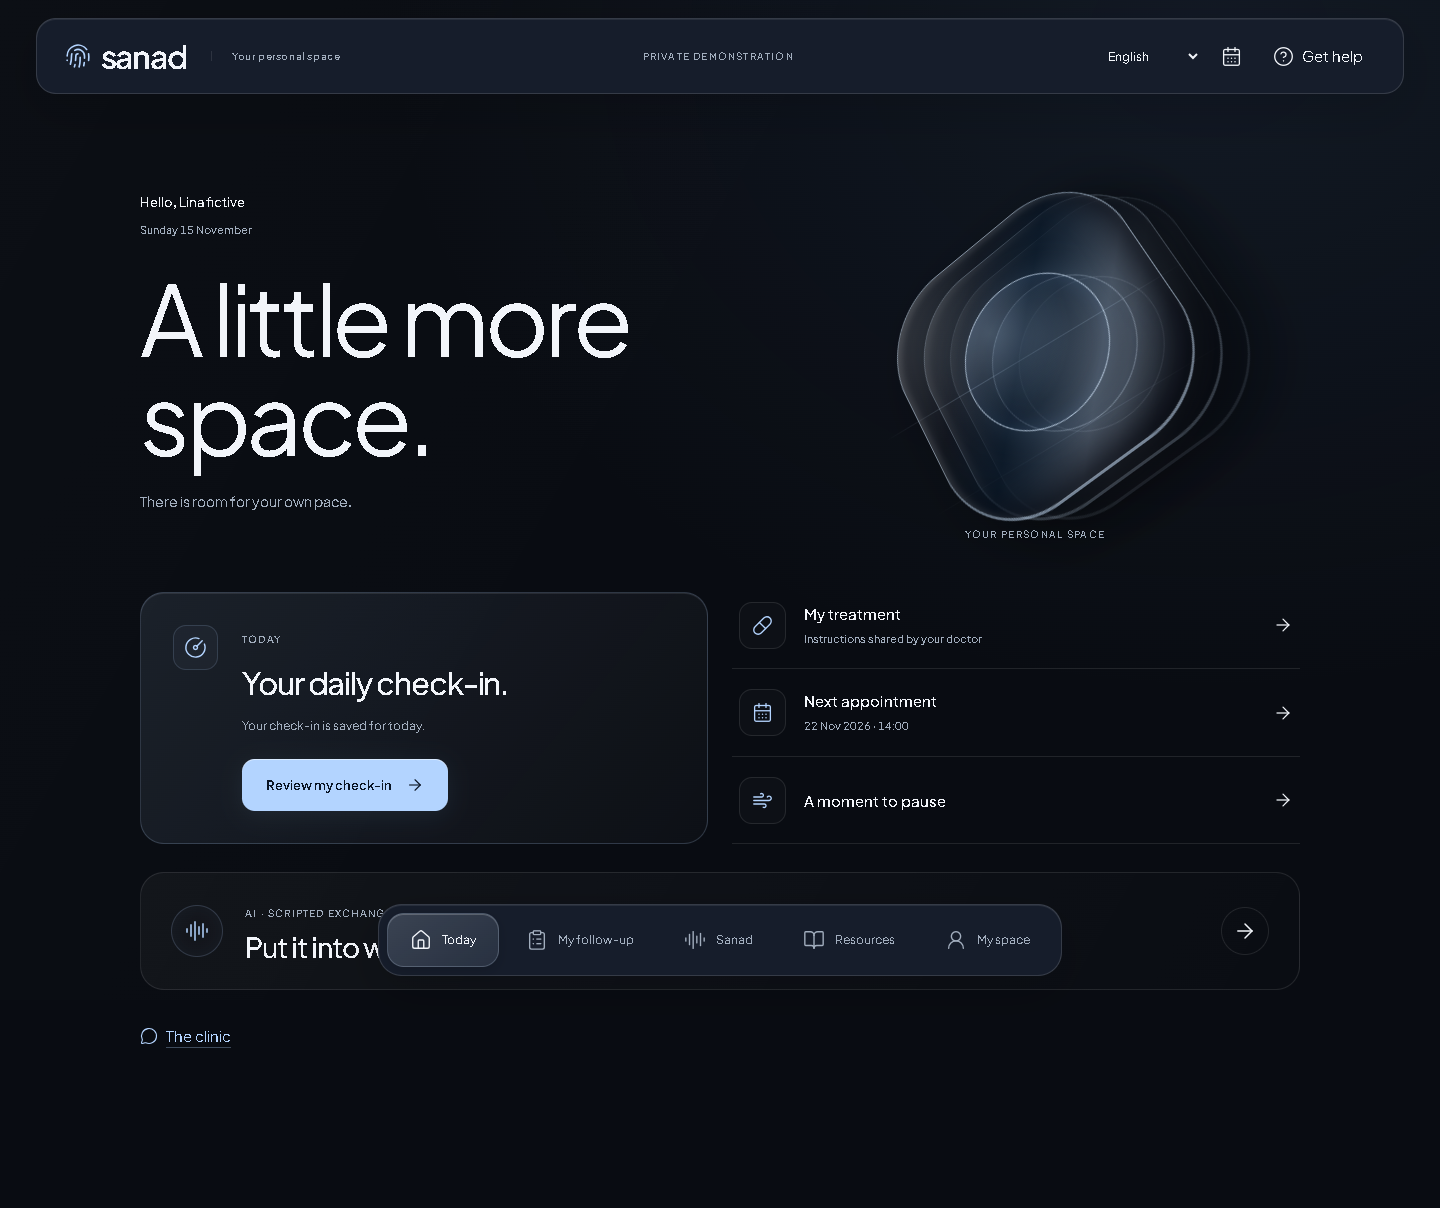 sanad
Your personal space
PRIVATE DEMONSTRATION
English
Get help
Hello, Lina fictive
Sunday 15 November
A little more
space.
There is room for your own pace.
YOUR PERSONAL SPACE
TODAY
Your daily check-in.
Your check-in is saved for today.
Review my check-in
My treatment
Instructions shared by your doctor
Next appointment
22 Nov 2026 · 14:00
A moment to pause
AI · SCRIPTED
Put it into
Today
My follow-up
Sanad
Resources
My space
The clinic